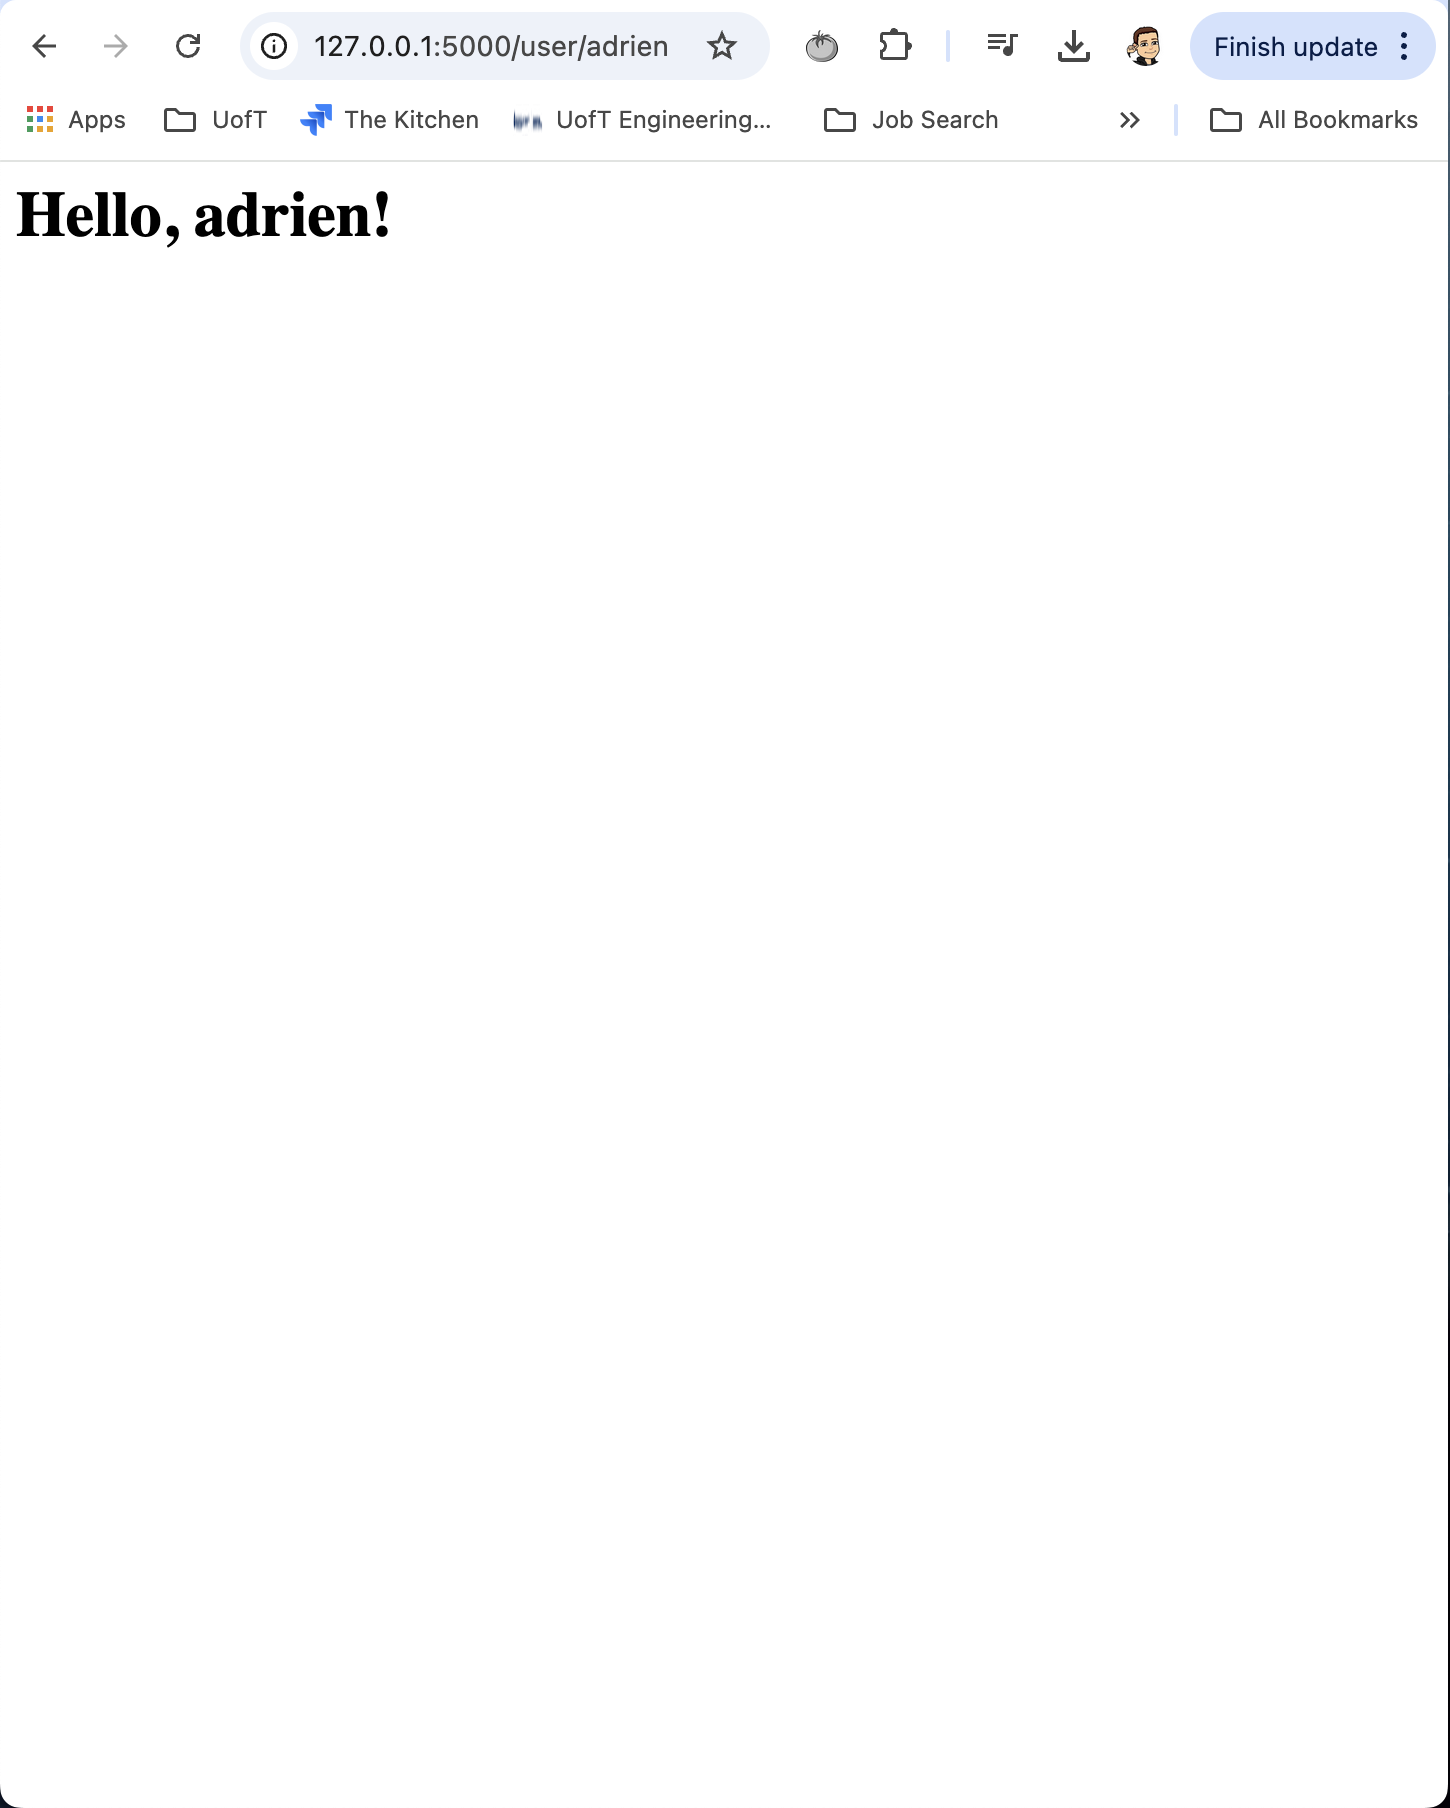 127.0.0.1:5000/user/adrien
Finish update
Apps UofT The Kitchen UofT Engineering... Job Search All Bookmarks
Hello, adrien!